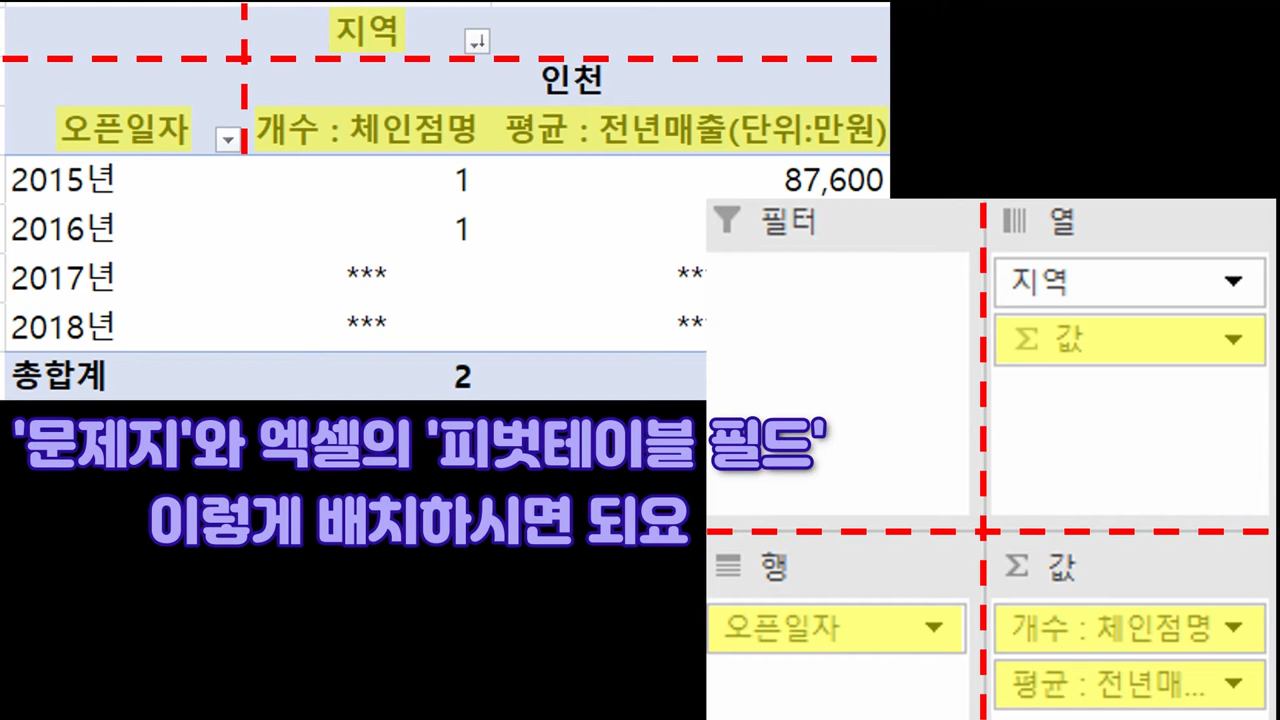 지역
인천
오픈일자 개수 : 체인점명 평균 : 전년매출(단위:만원)
2015년 1 87,600
2016년 1
2017년 *** **
2018년 *** **
총합계 2
'문제지'와 엑셀의 '피벗테이블 필드'
이렇게 배치하시면 되요
필터
열
지역
Σ 값
행
오픈일자
Σ 값
개수 : 체인점명
평균 : 전년매...